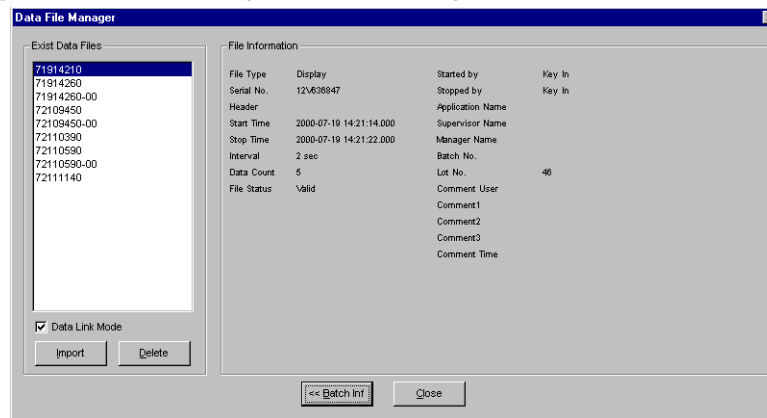 Data File Manager
Exist Data Files
71914210
71914260
71914260-00
72109450
72109450-00
72110390
72110590
72110590-00
72111140
Data Link Mode
Import Delete
File Information
File Type Display Started by Key In
Serial No. 12V636847 Stopped by Key In
Header Application Name
Start Time 2000-07-19 14:21:14.000 Supervisor Name
Stop Time 2000-07-19 14:21:22.000 Manager Name
Interval 2 sec Batch No.
Data Count 5 Lot No. 46
File Status Valid Comment User
Comment1
Comment2
Comment3
Comment Time
<< Batch Inf Close